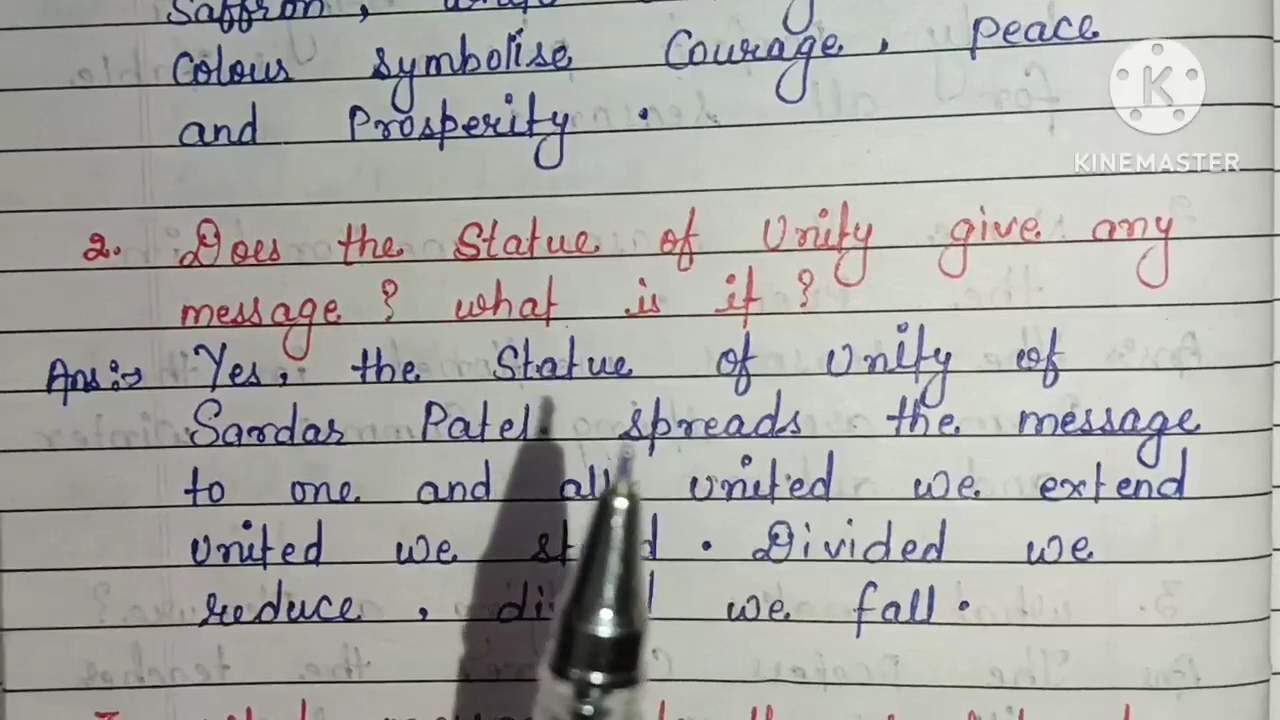 Saffron,
Colour symbolise Courage, peace
and Prosperity.
KINEMASTER
2. Does the Statue of Unity give any
message? what is it?
Ans:-> Yes, the Statue of Unity of
Sardar Patel spreads the message
to one and all united we extend
united we . Divided we
reduce, we fall.